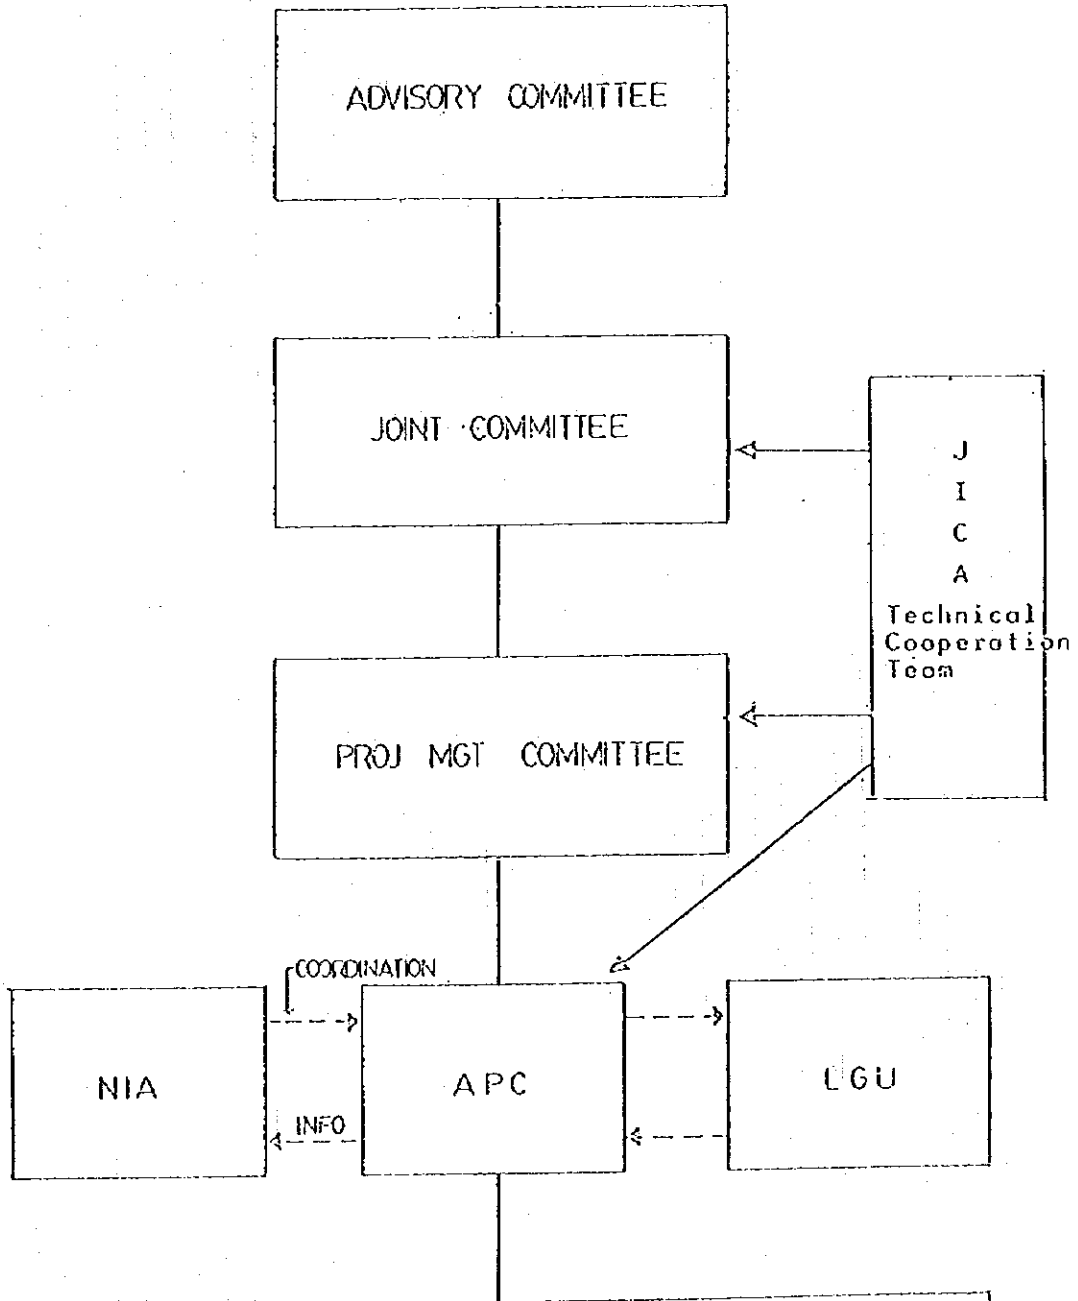 ADVISORY COMMITTEE
JOINT COMMITTEE
J
I
C
A
Technical
Cooperation
Team
PROJ MGT COMMITTEE
COORDINATION
NIA
APC
LGU
INFO